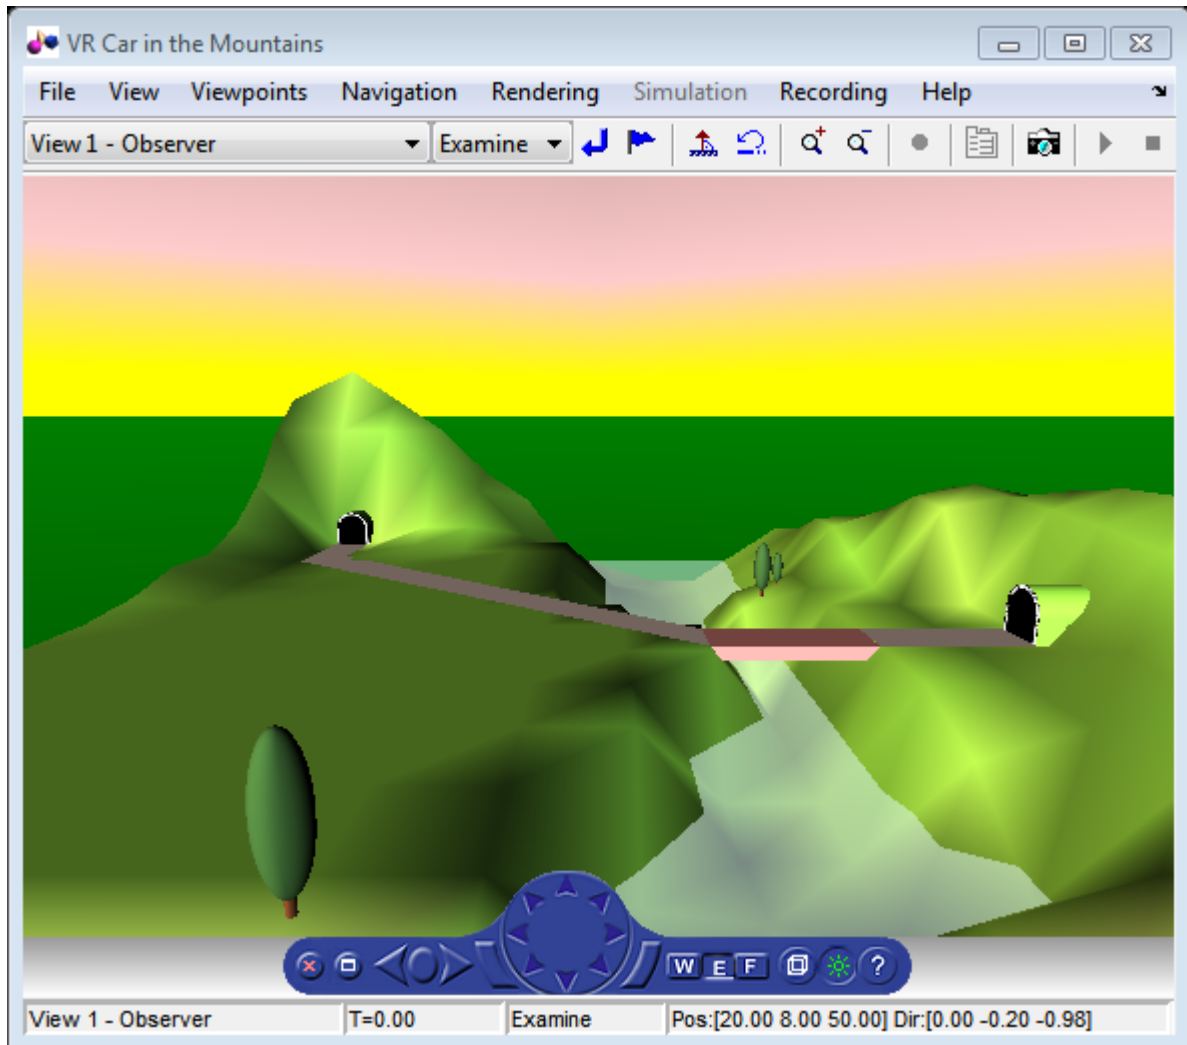 VR Car in the Mountains
File View Viewpoints Navigation Rendering Simulation Recording Help
View 1 - Observer Examine
W E F ?
View 1 - Observer T=0.00 Examine Pos:[20.00 8.00 50.00] Dir:[0.00 -0.20 -0.98]